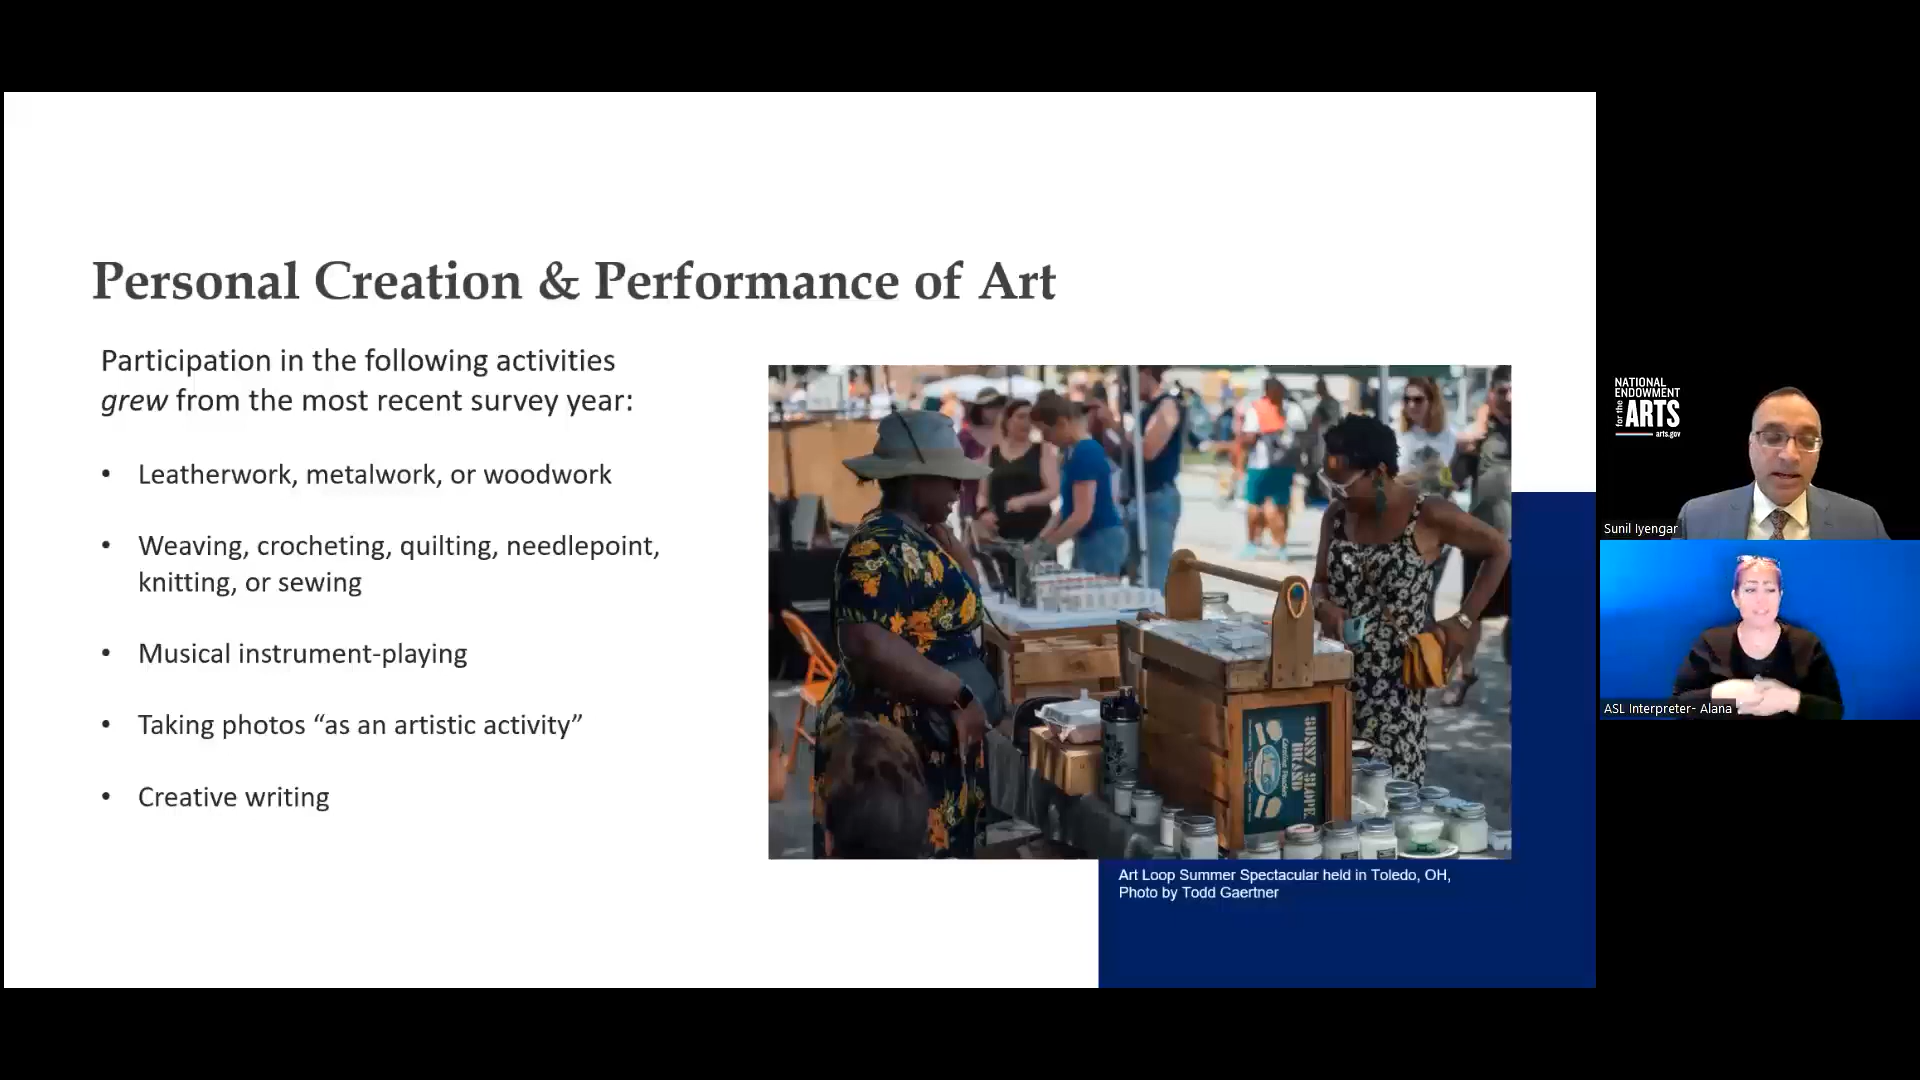 Personal Creation & Performance of Art
Participation in the following activities
grew from the most recent survey year:
• Leatherwork, metalwork, or woodwork
• Weaving, crocheting, quilting, needlepoint,
knitting, or sewing
• Musical instrument-playing
• Taking photos “as an artistic activity”
• Creative writing
SUNNY SLOPE
BRAND
Art Loop Summer Spectacular held in Toledo, OH,
Photo by Todd Gaertner
NATIONAL
ENDOWMENT
for the ARTS
arts.gov
Sunil Iyengar
ASL Interpreter- Alana